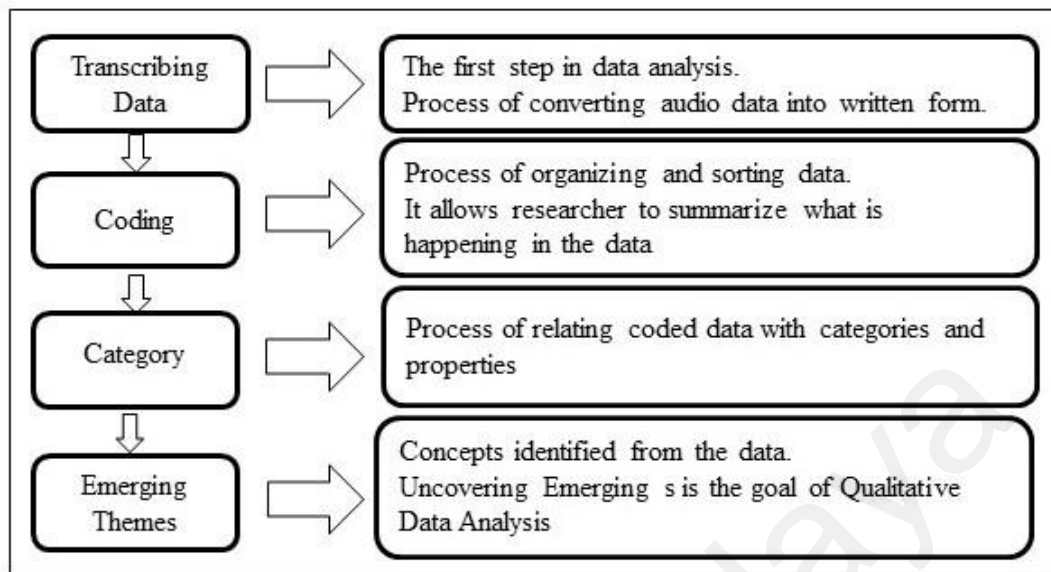 Transcribing
Data
The first step in data analysis.
Process of converting audio data into written form.
Coding
Process of organizing and sorting data.
It allows researcher to summarize what is
happening in the data
Category
Process of relating coded data with categories and
properties
Emerging
Themes
Concepts identified from the data.
Uncovering Emerging s is the goal of Qualitative
Data Analysis
laya